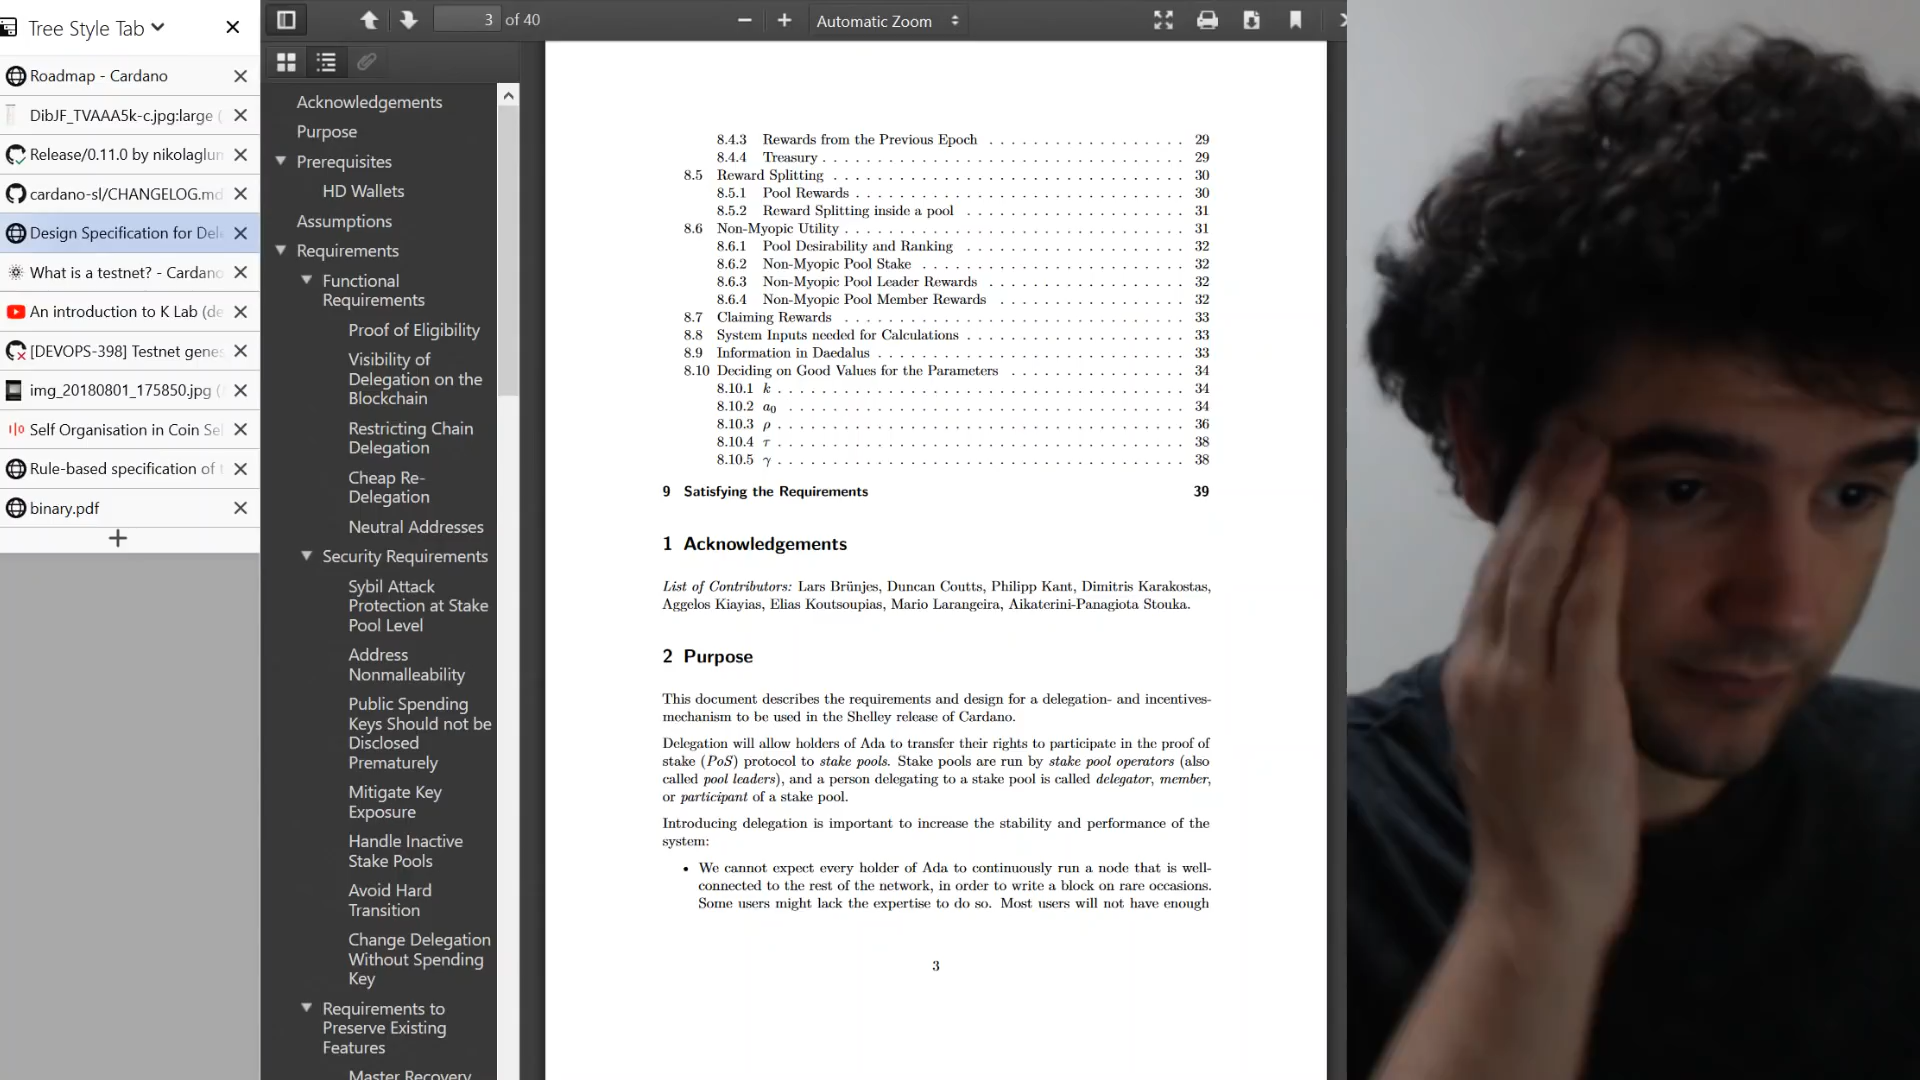 Tree Style Tab
Roadmap - Cardano
DibJF_TVAAA5k-c.jpg:large (
Release/0.11.0 by nikolaglun
cardano-sl/CHANGELOG.md
Design Specification for Dele
What is a testnet? - Cardano
An introduction to K Lab (de
[DEVOPS-398] Testnet genes
img_20180801_175850.jpg (
Self Organisation in Coin Sel
Rule-based specification of t
binary.pdf
3 of 40
Automatic Zoom
Acknowledgements
Purpose
Prerequisites
HD Wallets
Assumptions
Requirements
Functional
Requirements
Proof of Eligibility
Visibility of
Delegation on the
Blockchain
Restricting Chain
Delegation
Cheap Re-
Delegation
Neutral Addresses
Security Requirements
Sybil Attack
Protection at Stake
Pool Level
Address
Nonmalleability
Public Spending
Keys Should not be
Disclosed
Prematurely
Mitigate Key
Exposure
Handle Inactive
Stake Pools
Avoid Hard
Transition
Change Delegation
Without Spending
Key
Requirements to
Preserve Existing
Features
Master Recovery
8.4.3 Rewards from the Previous Epoch 29
8.4.4 Treasury 29
8.5 Reward Splitting 30
8.5.1 Pool Rewards 30
8.5.2 Reward Splitting inside a pool 31
8.6 Non-Myopic Utility 31
8.6.1 Pool Desirability and Ranking 32
8.6.2 Non-Myopic Pool Stake 32
8.6.3 Non-Myopic Pool Leader Rewards 32
8.6.4 Non-Myopic Pool Member Rewards 32
8.7 Claiming Rewards 33
8.8 System Inputs needed for Calculations 33
8.9 Information in Daedalus 33
8.10 Deciding on Good Values for the Parameters 34
8.10.1 k 34
8.10.2 a0 34
8.10.3 ρ 36
8.10.4 τ 38
8.10.5 γ 38
9 Satisfying the Requirements 39
1 Acknowledgements
List of Contributors: Lars Brünjes, Duncan Coutts, Philipp Kant, Dimitris Karakostas,
Aggelos Kiayias, Elias Koutsoupias, Mario Larangeira, Aikaterini-Panagiota Stouka.
2 Purpose
This document describes the requirements and design for a delegation- and incentives-
mechanism to be used in the Shelley release of Cardano.
Delegation will allow holders of Ada to transfer their rights to participate in the proof of
stake (PoS) protocol to stake pools. Stake pools are run by stake pool operators (also
called pool leaders), and a person delegating to a stake pool is called delegator, member,
or participant of a stake pool.
Introducing delegation is important to increase the stability and performance of the
system:
• We cannot expect every holder of Ada to continuously run a node that is well-
connected to the rest of the network, in order to write a block on rare occasions.
Some users might lack the expertise to do so. Most users will not have enough
3